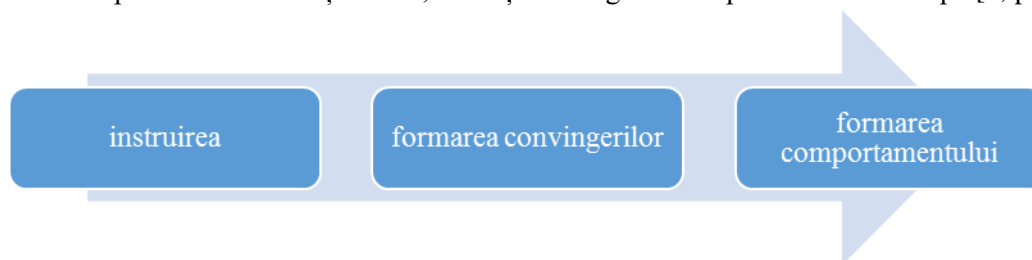 instruirea
formarea convingerilor
formarea
comportamentului